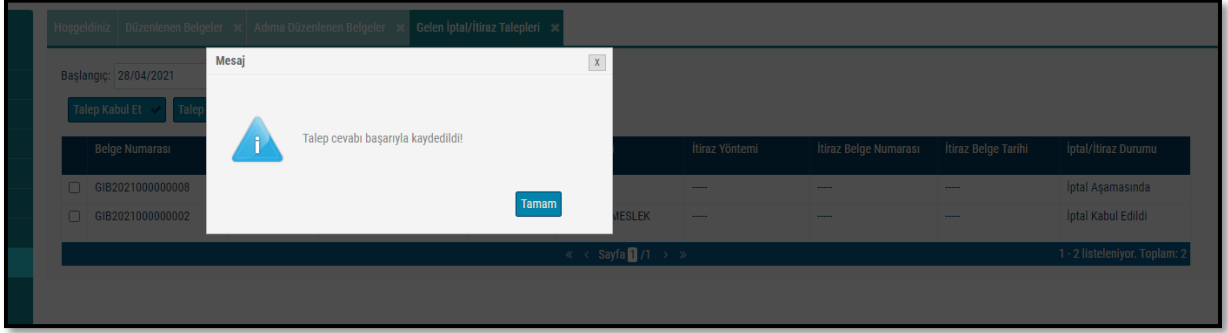 Hoşgeldiniz Düzenlenen Belgeler × Adıma Düzenlenen Belgeler × Gelen İptal/İtiraz Talepleri ×
Mesaj X
Başlangıç: 28/04/2021
Talep Kabul Et Talep
Talep cevabı başarıyla kaydedildi!
Belge Numarası İtiraz Yöntemi İtiraz Belge Numarası İtiraz Belge Tarihi İptal/İtiraz Durumu
GIB2021000000008 ----- ----- ----- İptal Aşamasında
Tamam
GIB2021000000002 MESLEK ----- ----- ----- İptal Kabul Edildi
« < Sayfa 1 /1 > » 1 - 2 listeleniyor. Toplam: 2